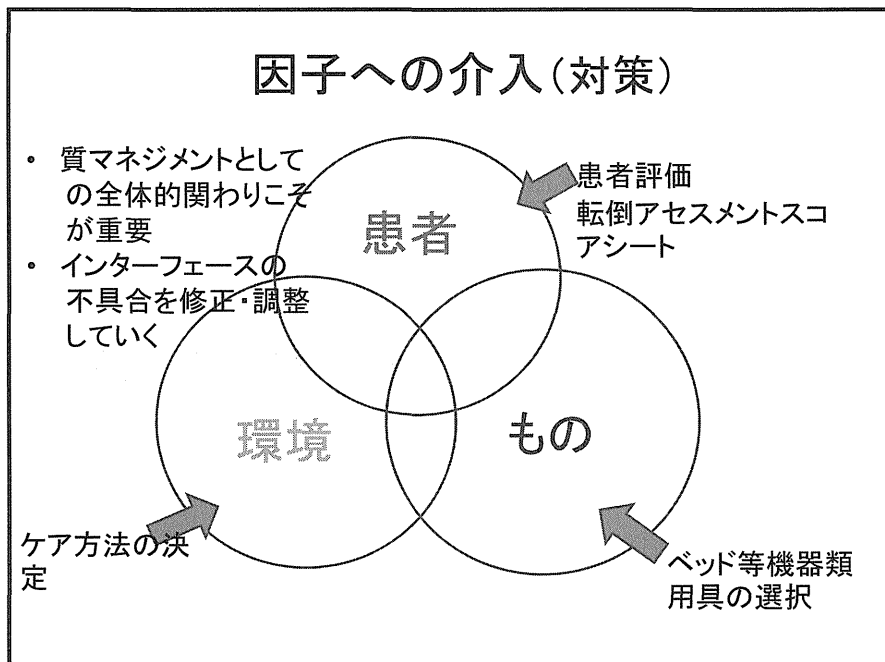 因子への介入(対策)
• 質マネジメントとして
の全体的関わりこそ
が重要
• インターフェースの
不具合を修正・調整
していく
患者
患者評価
転倒アセスメントスコ
アシート
環境
もの
ケア方法の決
定
ベッド等機器類
用具の選択